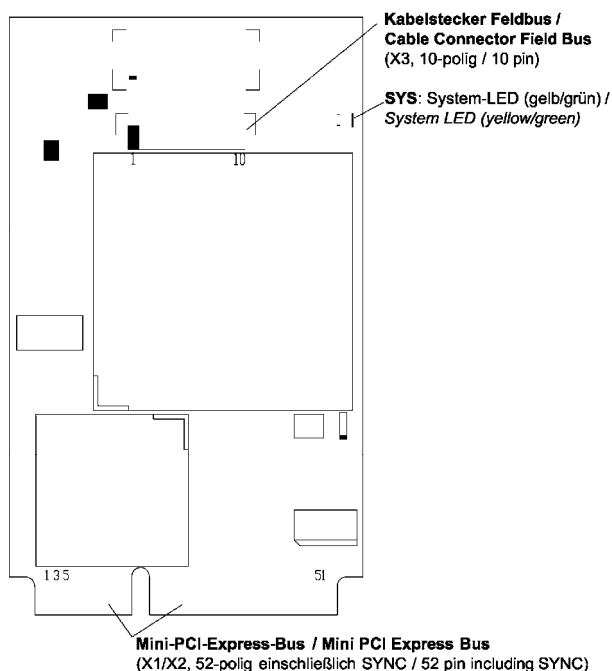 Kabelstecker Feldbus /
Cable Connector Field Bus
(X3, 10-polig / 10 pin)
SYS: System-LED (gelb/grün) /
System LED (yellow/green)
1 10
1 3 5 51
Mini-PCI-Express-Bus / Mini PCI Express Bus
(X1/X2, 52-polig einschließlich SYNC / 52 pin including SYNC)